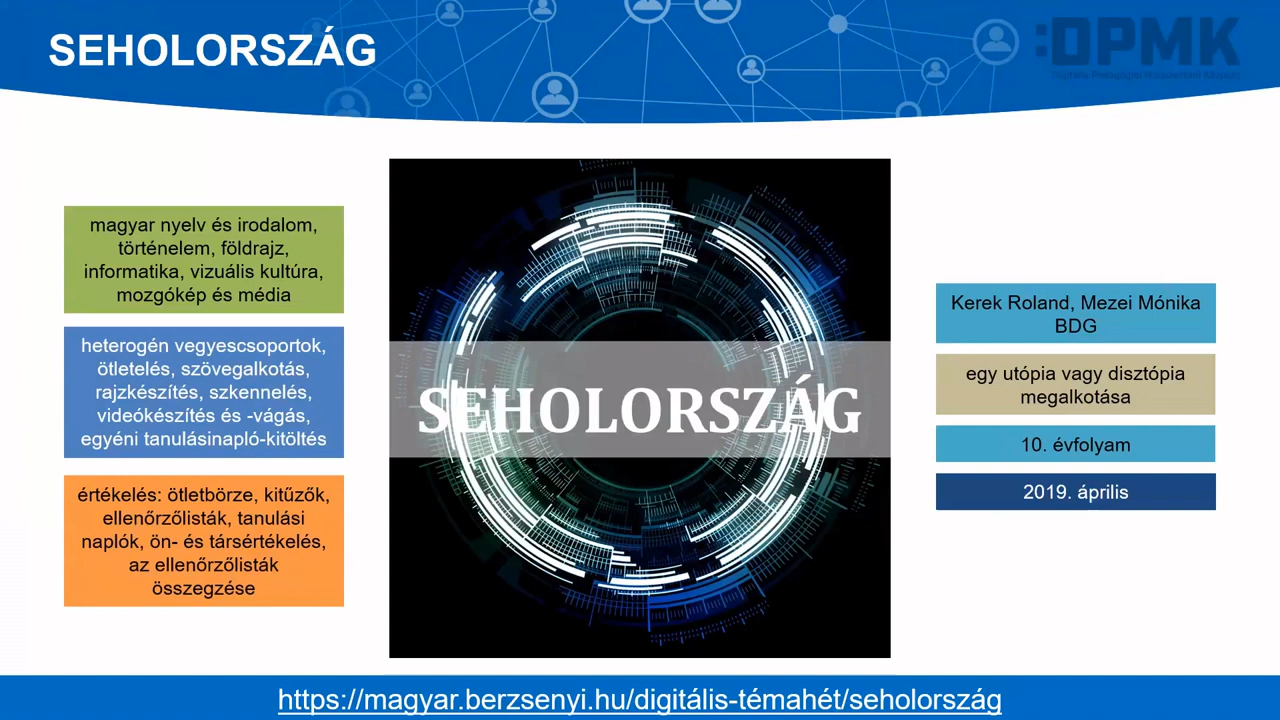 SEHOLORSZÁG
:DPMK
magyar nyelv és irodalom,
történelem, földrajz,
informatika, vizuális kultúra,
mozgókép és média
heterogén vegyescsoportok,
ötletelés, szövegalkotás,
rajzkészítés, szkennelés,
videókészítés és -vágás,
egyéni tanulásinapló-kitöltés
értékelés: ötletbörze, kitűzők,
ellenőrzőlisták, tanulási
naplók, ön- és társértékelés,
az ellenőrzőlisták
összegzése
SEHOLORSZÁG
Kerek Roland, Mezei Mónika
BDG
egy utópia vagy disztópia
megalkotása
10. évfolyam
2019. április
https://magyar.berzsenyi.hu/digitális-témahét/seholország